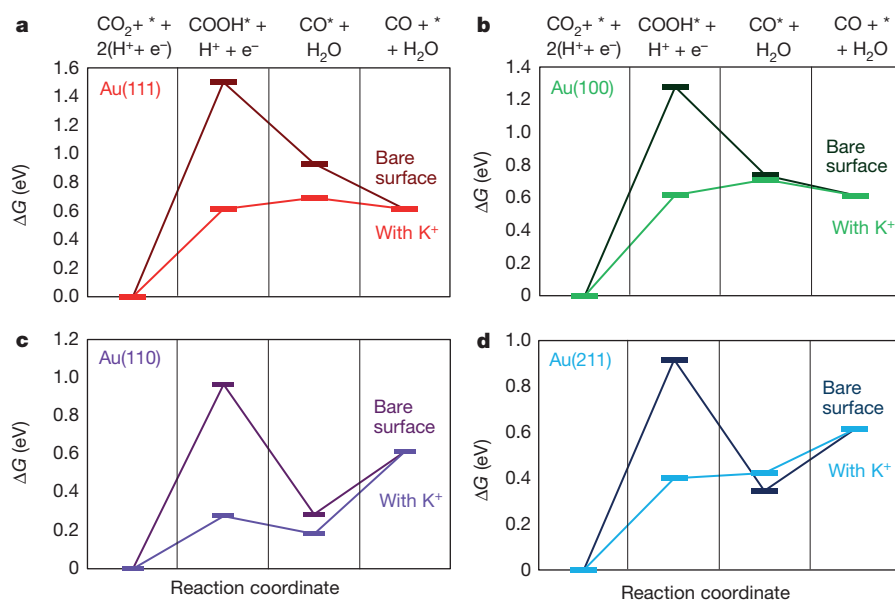 a
CO₂+ * +
2(H⁺+ e⁻)
COOH* +
H⁺ + e⁻
CO* +
H₂O
CO + *
+ H₂O
1.6
1.4
1.2
1.0
0.8
0.6
0.4
0.2
0.0
ΔG (eV)
Au(111)
Bare
surface
With K⁺
b
CO₂+ * +
2(H⁺+ e⁻)
COOH* +
H⁺ + e⁻
CO* +
H₂O
CO + *
+ H₂O
1.4
1.2
1.0
0.8
0.6
0.4
0.2
0
ΔG (eV)
Au(100)
Bare
surface
With K⁺
c
1.2
1.0
0.8
0.6
0.4
0.2
0
ΔG (eV)
Au(110)
Bare
surface
With K⁺
Reaction coordinate
d
1.0
0.8
0.6
0.4
0.2
0
ΔG (eV)
Au(211)
Bare
surface
With K⁺
Reaction coordinate